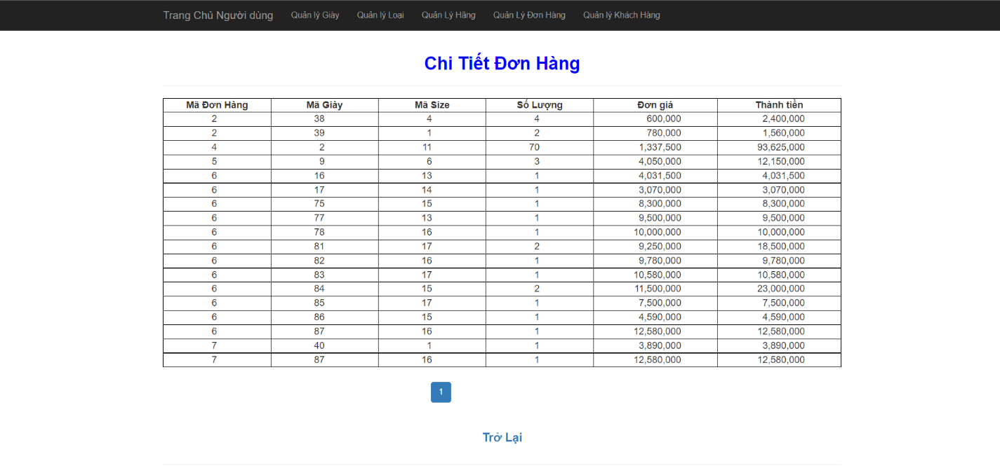 Trang Chủ Người dùng Quản lý Giày Quản lý Loại Quản Lý Hãng Quản Lý Đơn Hàng Quản lý Khách Hàng
Chi Tiết Đơn Hàng
Mã Đơn Hàng Mã Giày Mã Size Số Lượng Đơn giá Thành tiền
2 38 4 4 600,000 2,400,000
2 39 1 2 780,000 1,560,000
4 2 11 70 1,337,500 93,625,000
5 9 6 3 4,050,000 12,150,000
6 16 13 1 4,031,500 4,031,500
6 17 14 1 3,070,000 3,070,000
6 75 15 1 8,300,000 8,300,000
6 77 13 1 9,500,000 9,500,000
6 78 16 1 10,000,000 10,000,000
6 81 17 2 9,250,000 18,500,000
6 82 16 1 9,780,000 9,780,000
6 83 17 1 10,580,000 10,580,000
6 84 15 2 11,500,000 23,000,000
6 85 17 1 7,500,000 7,500,000
6 86 15 1 4,590,000 4,590,000
6 87 16 1 12,580,000 12,580,000
7 40 1 1 3,890,000 3,890,000
7 87 16 1 12,580,000 12,580,000
1
Trở Lại